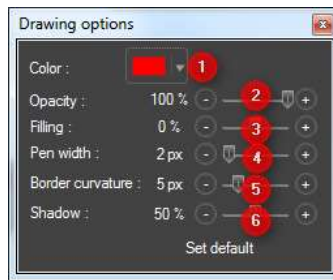 Drawing options
Color : 1
Opacity : 100 % - 2 +
Filling : 0 % - 3 +
Pen width : 2 px - 4 +
Border curvature : 5 px - 5 +
Shadow : 50 % - 6 +
Set default